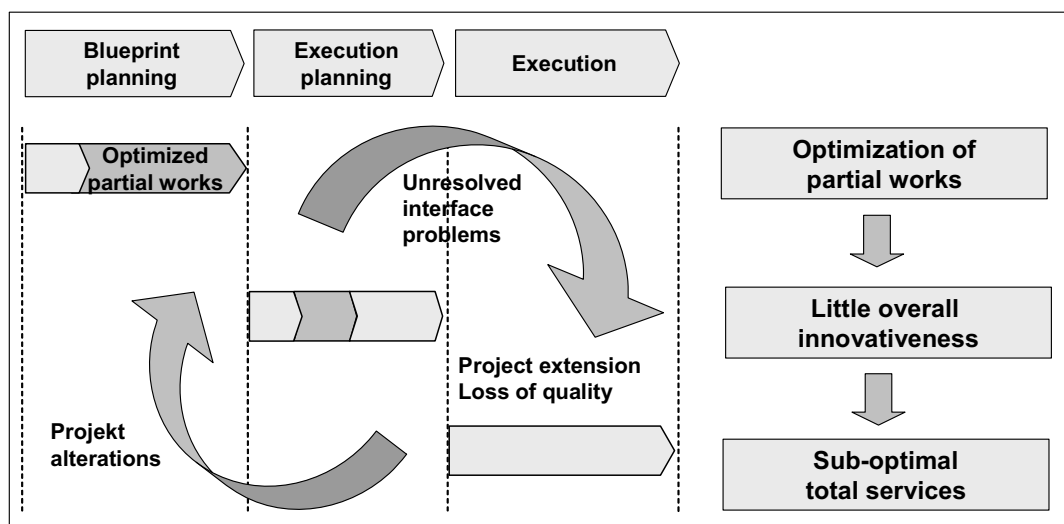 Blueprint
planning
Execution
planning
Execution
Optimized
partial works
Unresolved
interface
problems
Project extension
Loss of quality
Projekt
alterations
Optimization of
partial works
Little overall
innovativeness
Sub-optimal
total services